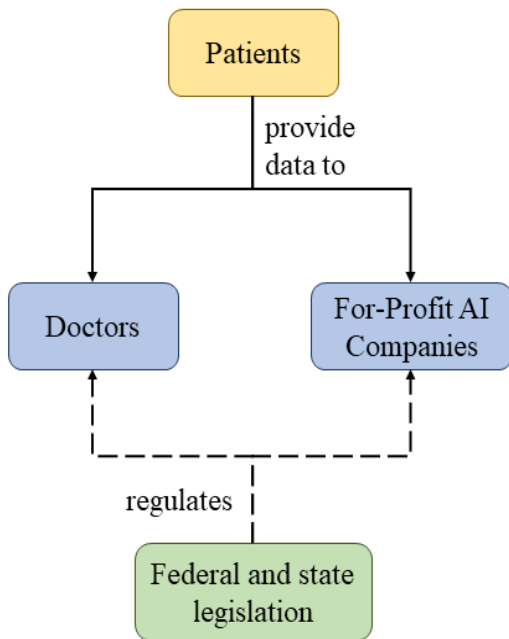 Patients
provide
data to
Doctors
For-Profit AI
Companies
regulates
Federal and state
legislation